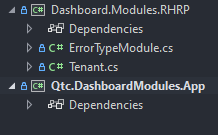 C# Dashboard.Modules.RHRP
Dependencies
C# ErrorTypeModule.cs
C# Tenant.cs
C# Qtc.DashboardModules.App
Dependencies